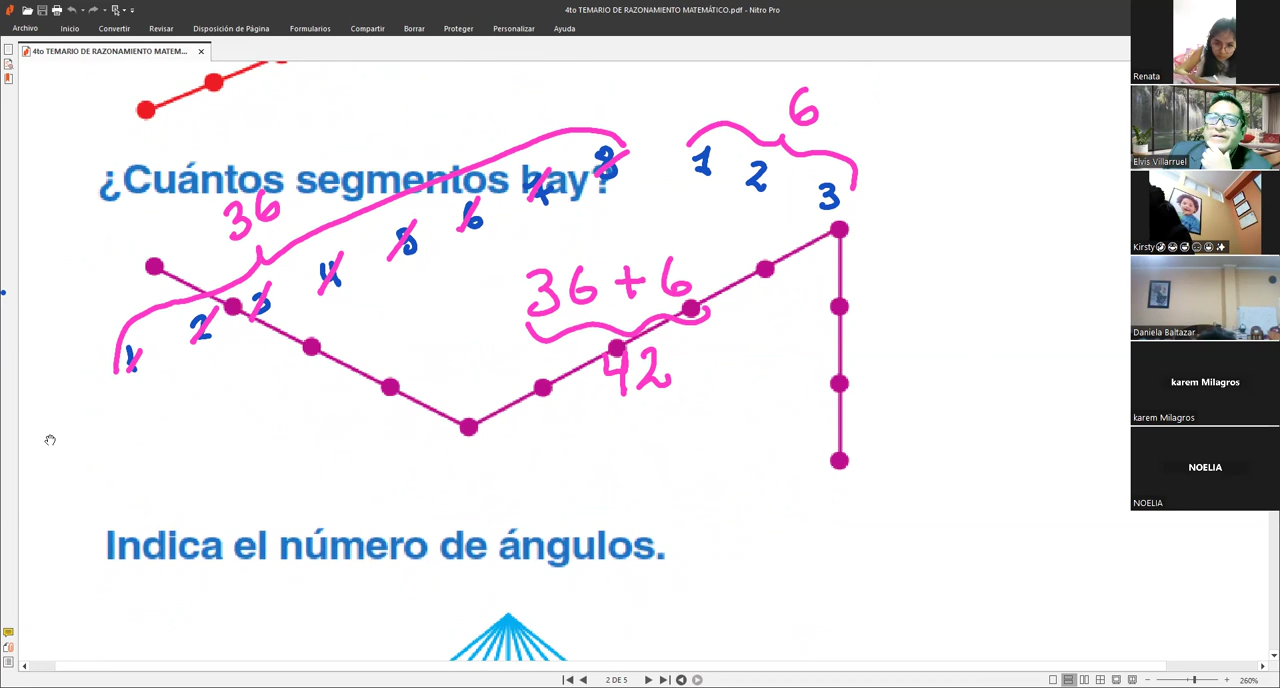 4to TEMARIO DE RAZONAMIENTO MATEMÁTICO.pdf - Nitro Pro
Archivo Inicio Convertir Revisar Disposición de Página Formularios Compartir Borrar Proteger Personalizar Ayuda
4to TEMARIO DE RAZONAMIENTO MATEM...
6
¿Cuántos segmentos hay?
1 2 3
36
1 2 3 4 5 6 7 8
36 + 6
42
Indica el número de ángulos.
Renata
Elvis Villarruel
Kirsty
Daniela Baltazar
karem Milagros
karem Milagros
NOELIA
NOELIA
2 DE 5
260%